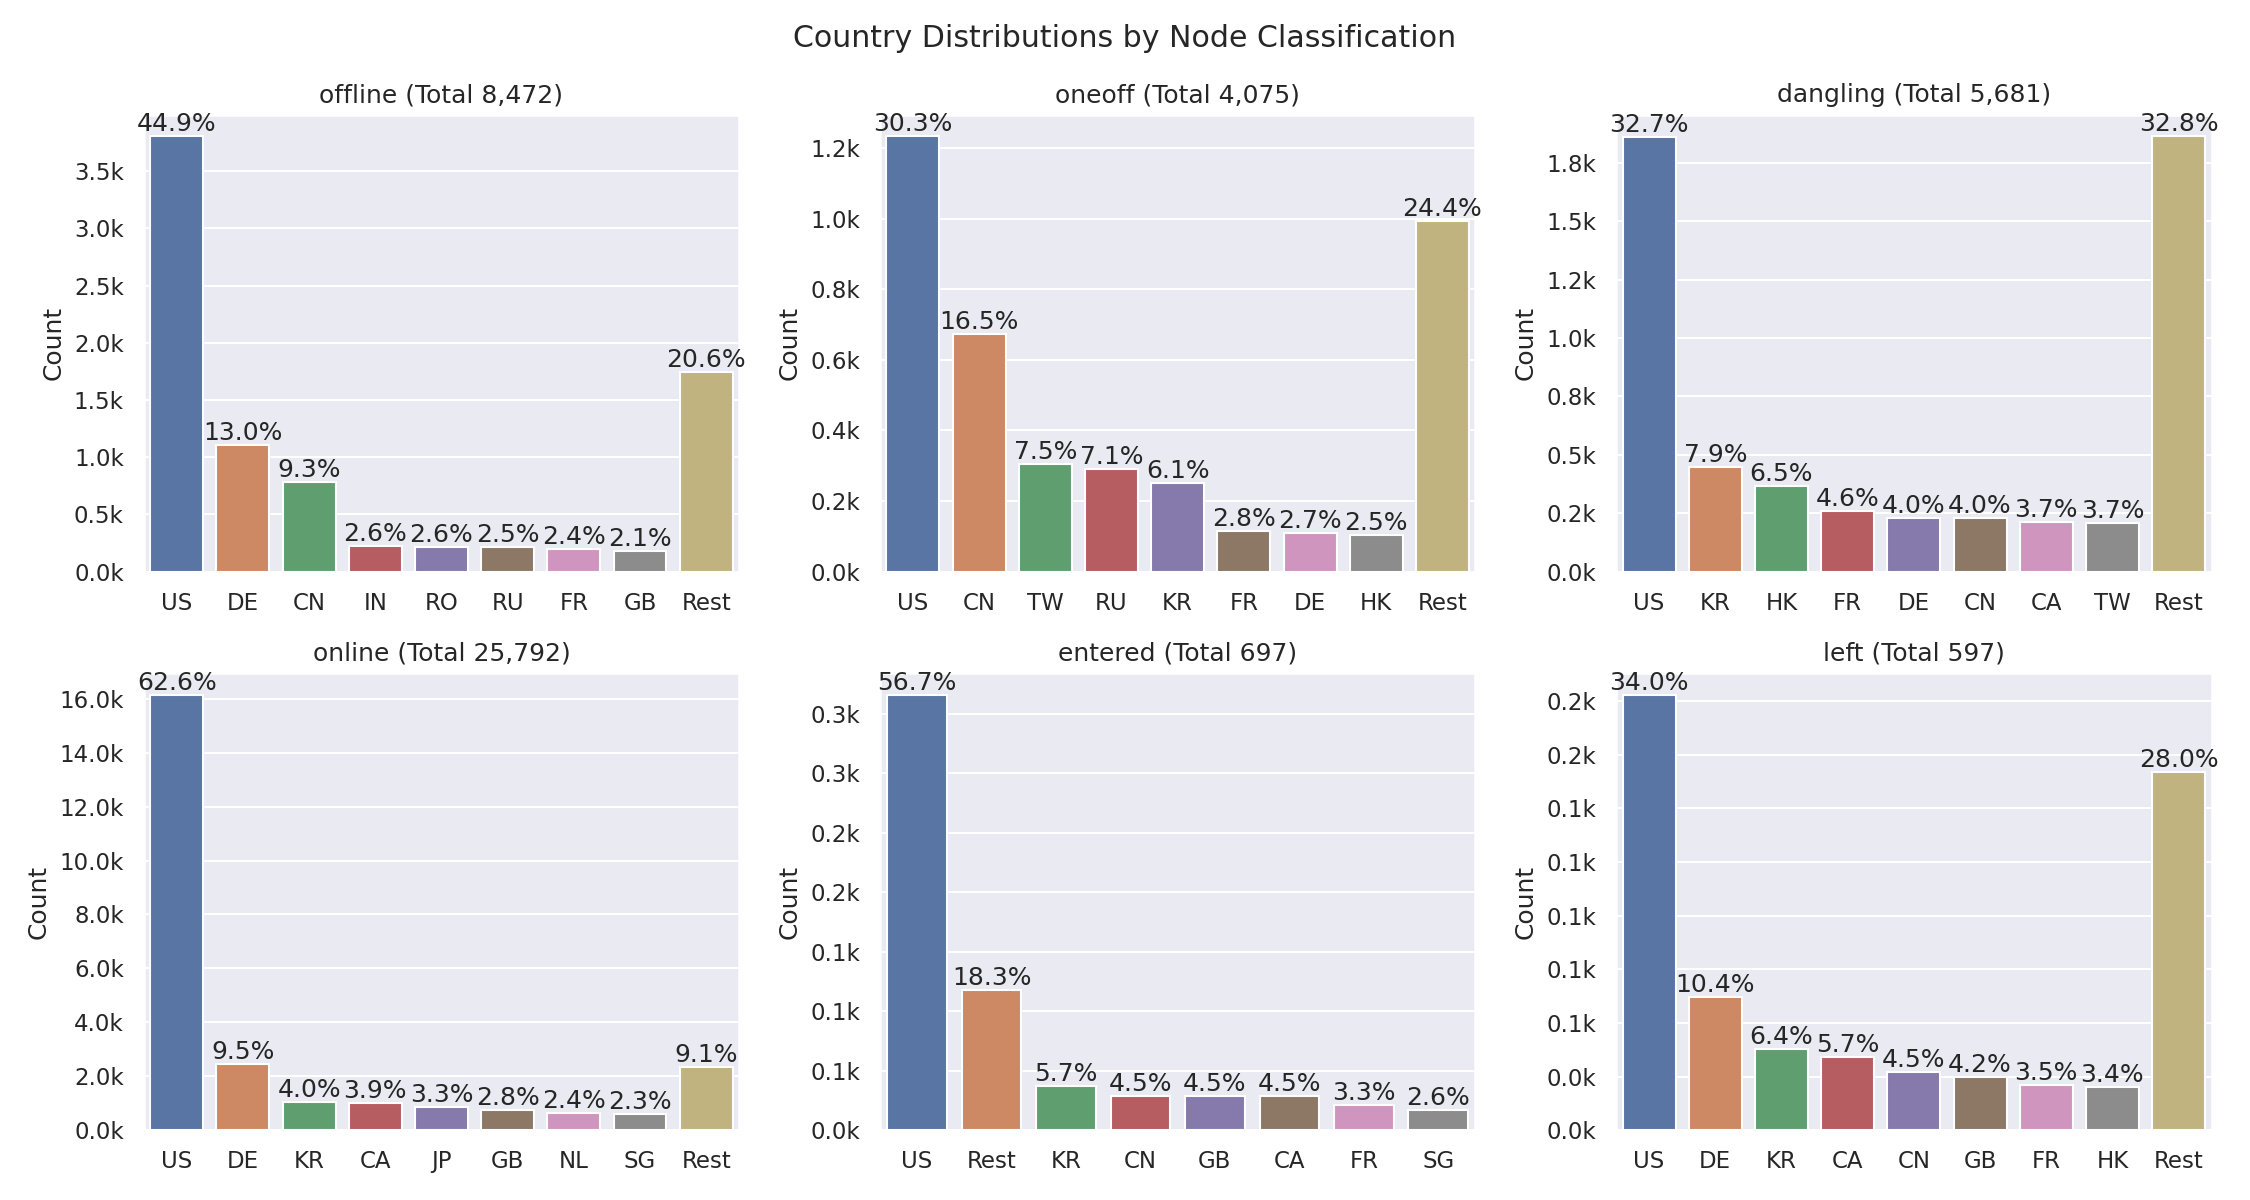 Country Distributions by Node Classification
offline (Total 8,472)
Count
3.5k
3.0k
2.5k
2.0k
1.5k
1.0k
0.5k
0.0k
44.9%
13.0%
9.3%
2.6%
2.6%
2.5%
2.4%
2.1%
20.6%
US DE CN IN RO RU FR GB Rest
oneoff (Total 4,075)
Count
1.2k
1.0k
0.8k
0.6k
0.4k
0.2k
0.0k
30.3%
16.5%
7.5%
7.1%
6.1%
2.8%
2.7%
2.5%
24.4%
US CN TW RU KR FR DE HK Rest
dangling (Total 5,681)
Count
1.8k
1.5k
1.2k
1.0k
0.8k
0.5k
0.2k
0.0k
32.7%
7.9%
6.5%
4.6%
4.0%
4.0%
3.7%
3.7%
32.8%
US KR HK FR DE CN CA TW Rest
online (Total 25,792)
Count
16.0k
14.0k
12.0k
10.0k
8.0k
6.0k
4.0k
2.0k
0.0k
62.6%
9.5%
4.0%
3.9%
3.3%
2.8%
2.4%
2.3%
9.1%
US DE KR CA JP GB NL SG Rest
entered (Total 697)
Count
0.3k
0.3k
0.2k
0.2k
0.1k
0.1k
0.1k
0.0k
56.7%
18.3%
5.7%
4.5%
4.5%
4.5%
3.3%
2.6%
US Rest KR CN GB CA FR SG
left (Total 597)
Count
0.2k
0.2k
0.1k
0.1k
0.1k
0.1k
0.1k
0.0k
0.0k
34.0%
10.4%
6.4%
5.7%
4.5%
4.2%
3.5%
3.4%
28.0%
US DE KR CA CN GB FR HK Rest